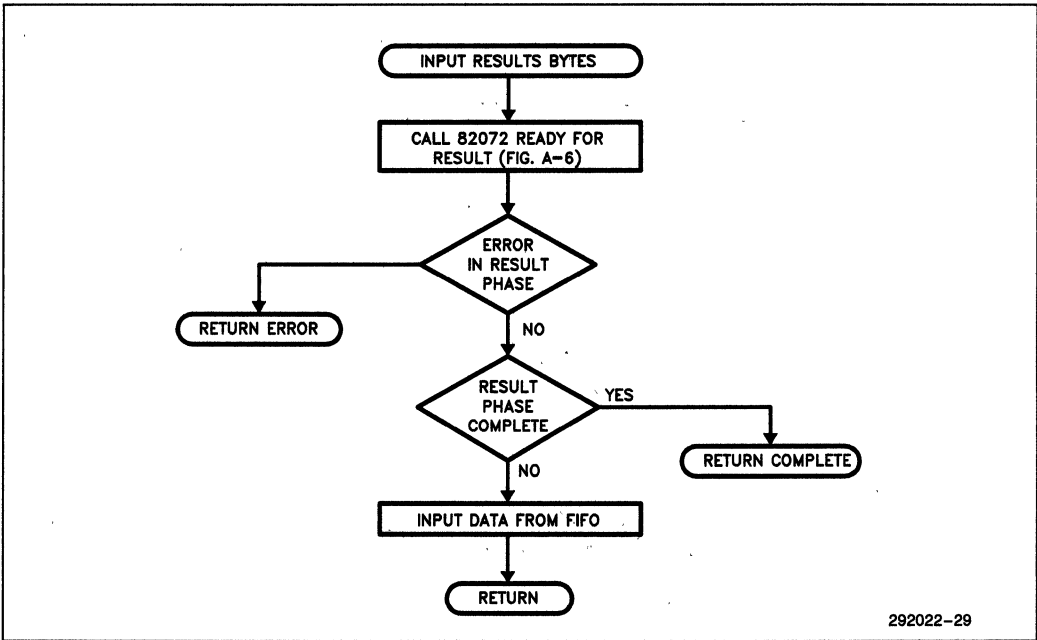 INPUT RESULTS BYTES
CALL 82072 READY FOR
RESULT (FIG. A-6)
ERROR
IN RESULT
PHASE
RETURN ERROR
NO
RESULT
PHASE
COMPLETE
YES
RETURN COMPLETE
NO
INPUT DATA FROM FIFO
RETURN
292022-29